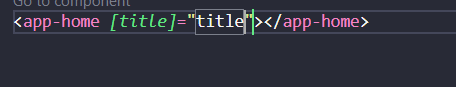 Go to component
<app-home [title]="title"></app-home>